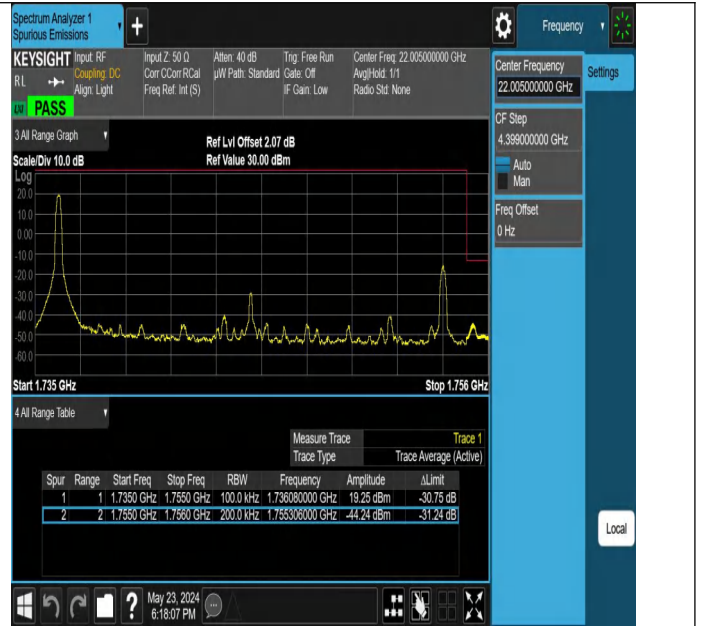 Spectrum Analyzer 1
Spurious Emissions
+
Frequency
KEYSIGHT Input: RF Input Z: 50 Ω Atten: 40 dB Trig: Free Run Center Freq: 22.005000000 GHz
RL Coupling: DC Corr CCorr RCal µW Path: Standard Gate: Off Avg|Hold: 1/1
Align: Light Freq Ref: Int (S) IF Gain: Low Radio Std: None
LXI PASS
Center Frequency
22.005000000 GHz
Settings
CF Step
4.399000000 GHz
Auto
Man
Freq Offset
0 Hz
3 All Range Graph
Ref Lvl Offset 2.07 dB
Scale/Div 10.0 dB Ref Value 30.00 dBm
Log
20.0
10.0
0.00
-10.0
-20.0
-30.0
-40.0
-50.0
-60.0
Start 1.735 GHz Stop 1.756 GHz
4 All Range Table
Measure Trace Trace 1
Trace Type Trace Average (Active)
Spur Range Start Freq Stop Freq RBW Frequency Amplitude ΔLimit
1 1 1.7350 GHz 1.7550 GHz 100.0 kHz 1.736080000 GHz 19.25 dBm -30.75 dB
2 2 1.7550 GHz 1.7560 GHz 200.0 kHz 1.755306000 GHz -44.24 dBm -31.24 dB
Local
? May 23, 2024
6:18:07 PM